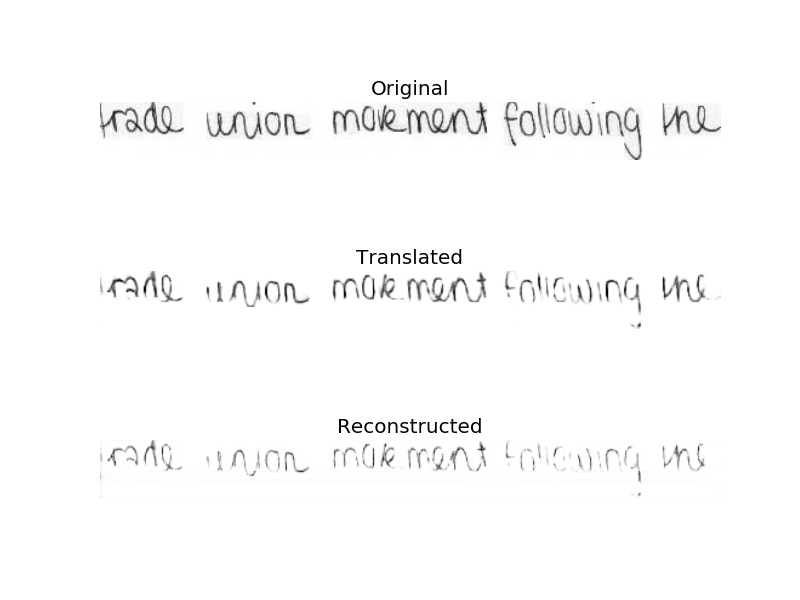 Original
trade union movement following the
Translated
trade union movement following the
Reconstructed
trade union movement following the